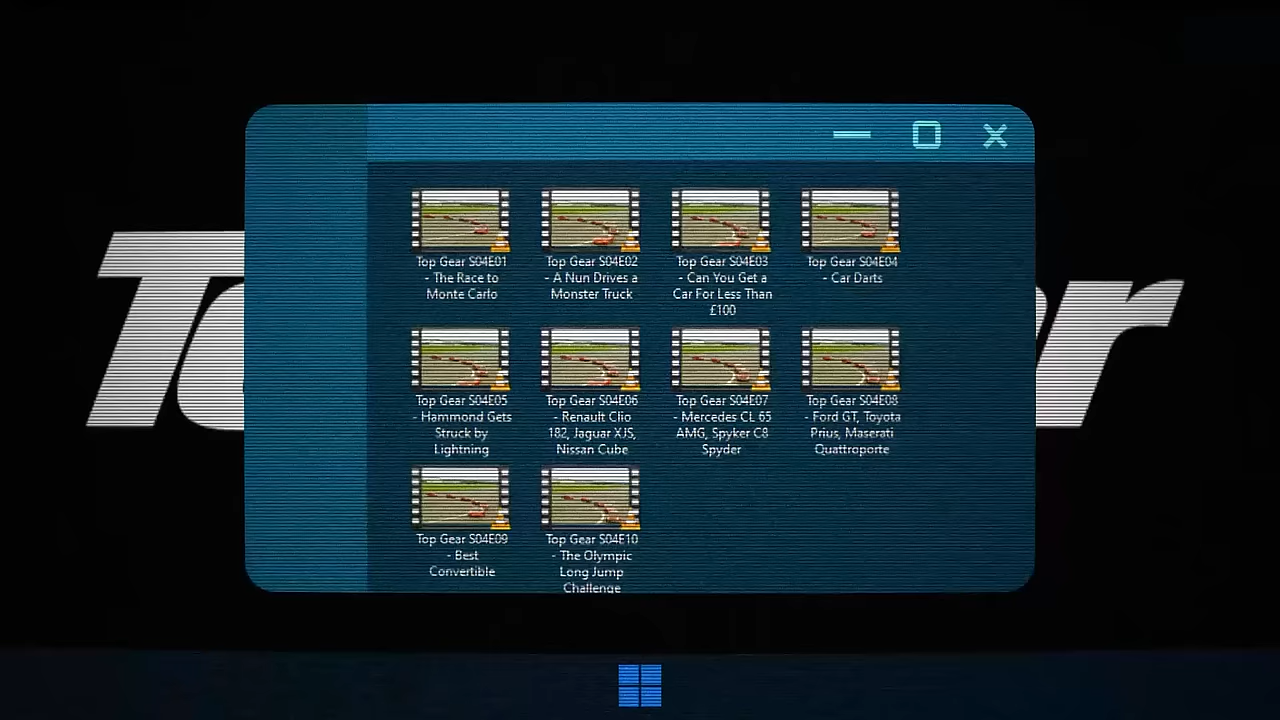 Top Gear S04E01
- The Race to
Monte Carlo
Top Gear S04E02
- A Nun Drives a
Monster Truck
Top Gear S04E03
- Can You Get a
Car For Less Than
£100
Top Gear S04E04
- Car Darts
Top Gear S04E05
- Hammond Gets
Struck by
Lightning
Top Gear S04E06
- Renault Clio
182, Jaguar XJS,
Nissan Cube
Top Gear S04E07
- Mercedes CL 65
AMG, Spyker C8
Spyder
Top Gear S04E08
- Ford GT, Toyota
Prius, Maserati
Quattroporte
Top Gear S04E09
- Best
Convertible
Top Gear S04E10
- The Olympic
Long Jump
Challenge